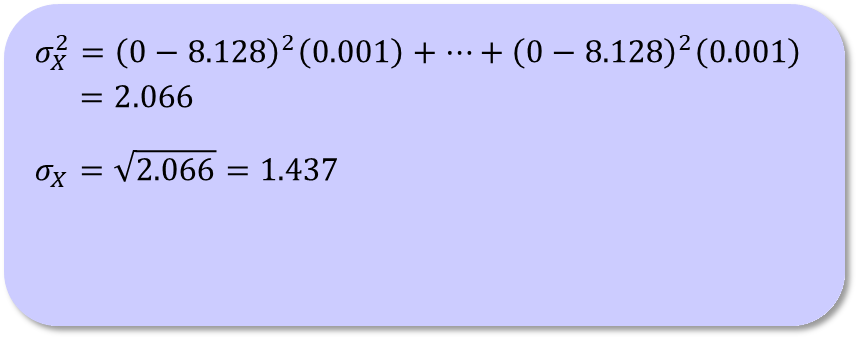 σ_X^2 = (0 − 8.128)^2(0.001) + ⋯ + (0 − 8.128)^2(0.001)
= 2.066
σ_X = √2.066 = 1.437